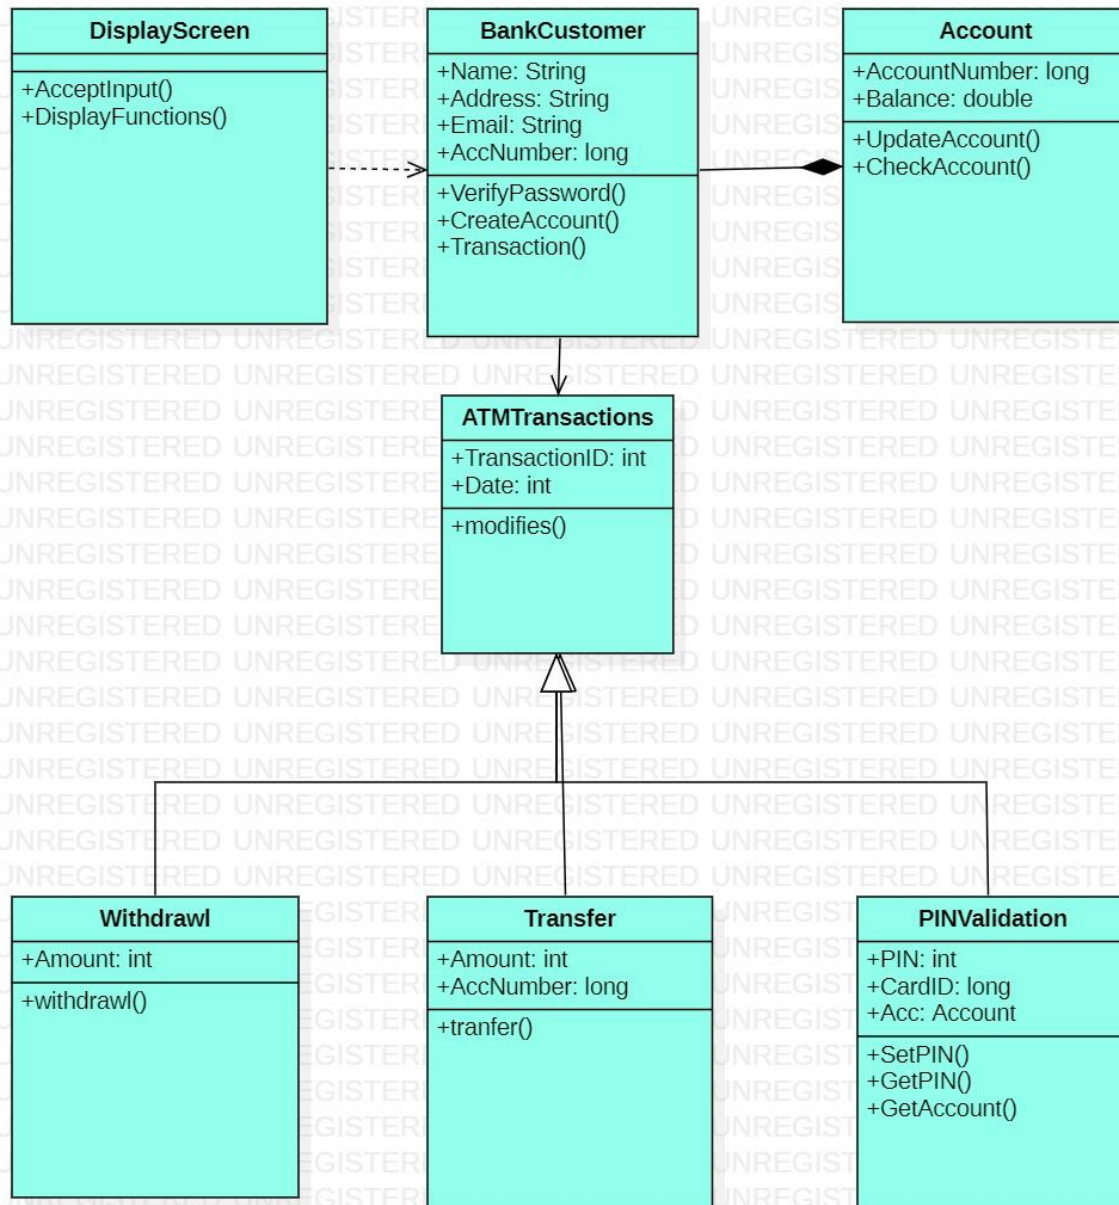 DisplayScreen
+AcceptInput()
+DisplayFunctions()
BankCustomer
+Name: String
+Address: String
+Email: String
+AccNumber: long
+VerifyPassword()
+CreateAccount()
+Transaction()
Account
+AccountNumber: long
+Balance: double
+UpdateAccount()
+CheckAccount()
ATMTransactions
+TransactionID: int
+Date: int
+modifies()
Withdrawl
+Amount: int
+withdrawl()
Transfer
+Amount: int
+AccNumber: long
+tranfer()
PINValidation
+PIN: int
+CardID: long
+Acc: Account
+SetPIN()
+GetPIN()
+GetAccount()
UNREGISTERED